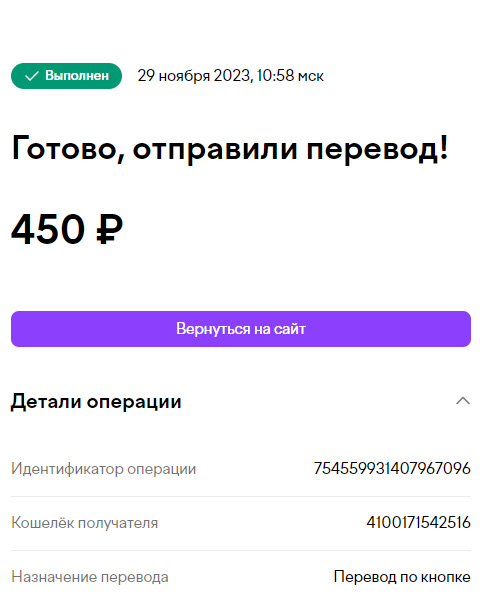 Выполнен 29 ноября 2023, 10:58 мск
Готово, отправили перевод!
450 ₽
Вернуться на сайт
Детали операции
Идентификатор операции 754559931407967096
Кошелёк получателя 4100171542516
Назначение перевода Перевод по кнопке